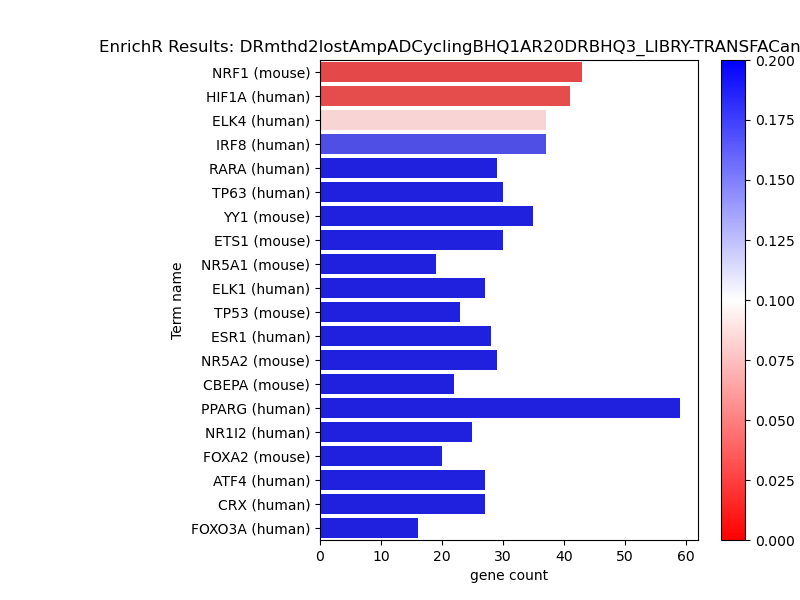 EnrichR Results: DRmthd2lostAmpADCyclingBHQ1AR20DRBHQ3_LIBRY-TRANSFACan
NRF1 (mouse)
HIF1A (human)
ELK4 (human)
IRF8 (human)
RARA (human)
TP63 (human)
YY1 (mouse)
ETS1 (mouse)
NR5A1 (mouse)
ELK1 (human)
TP53 (mouse)
ESR1 (human)
NR5A2 (mouse)
CBEPA (mouse)
PPARG (human)
NR1I2 (human)
FOXA2 (mouse)
ATF4 (human)
CRX (human)
FOXO3A (human)
Term name
0 10 20 30 40 50 60
gene count
0.200
0.175
0.150
0.125
0.100
0.075
0.050
0.025
0.000